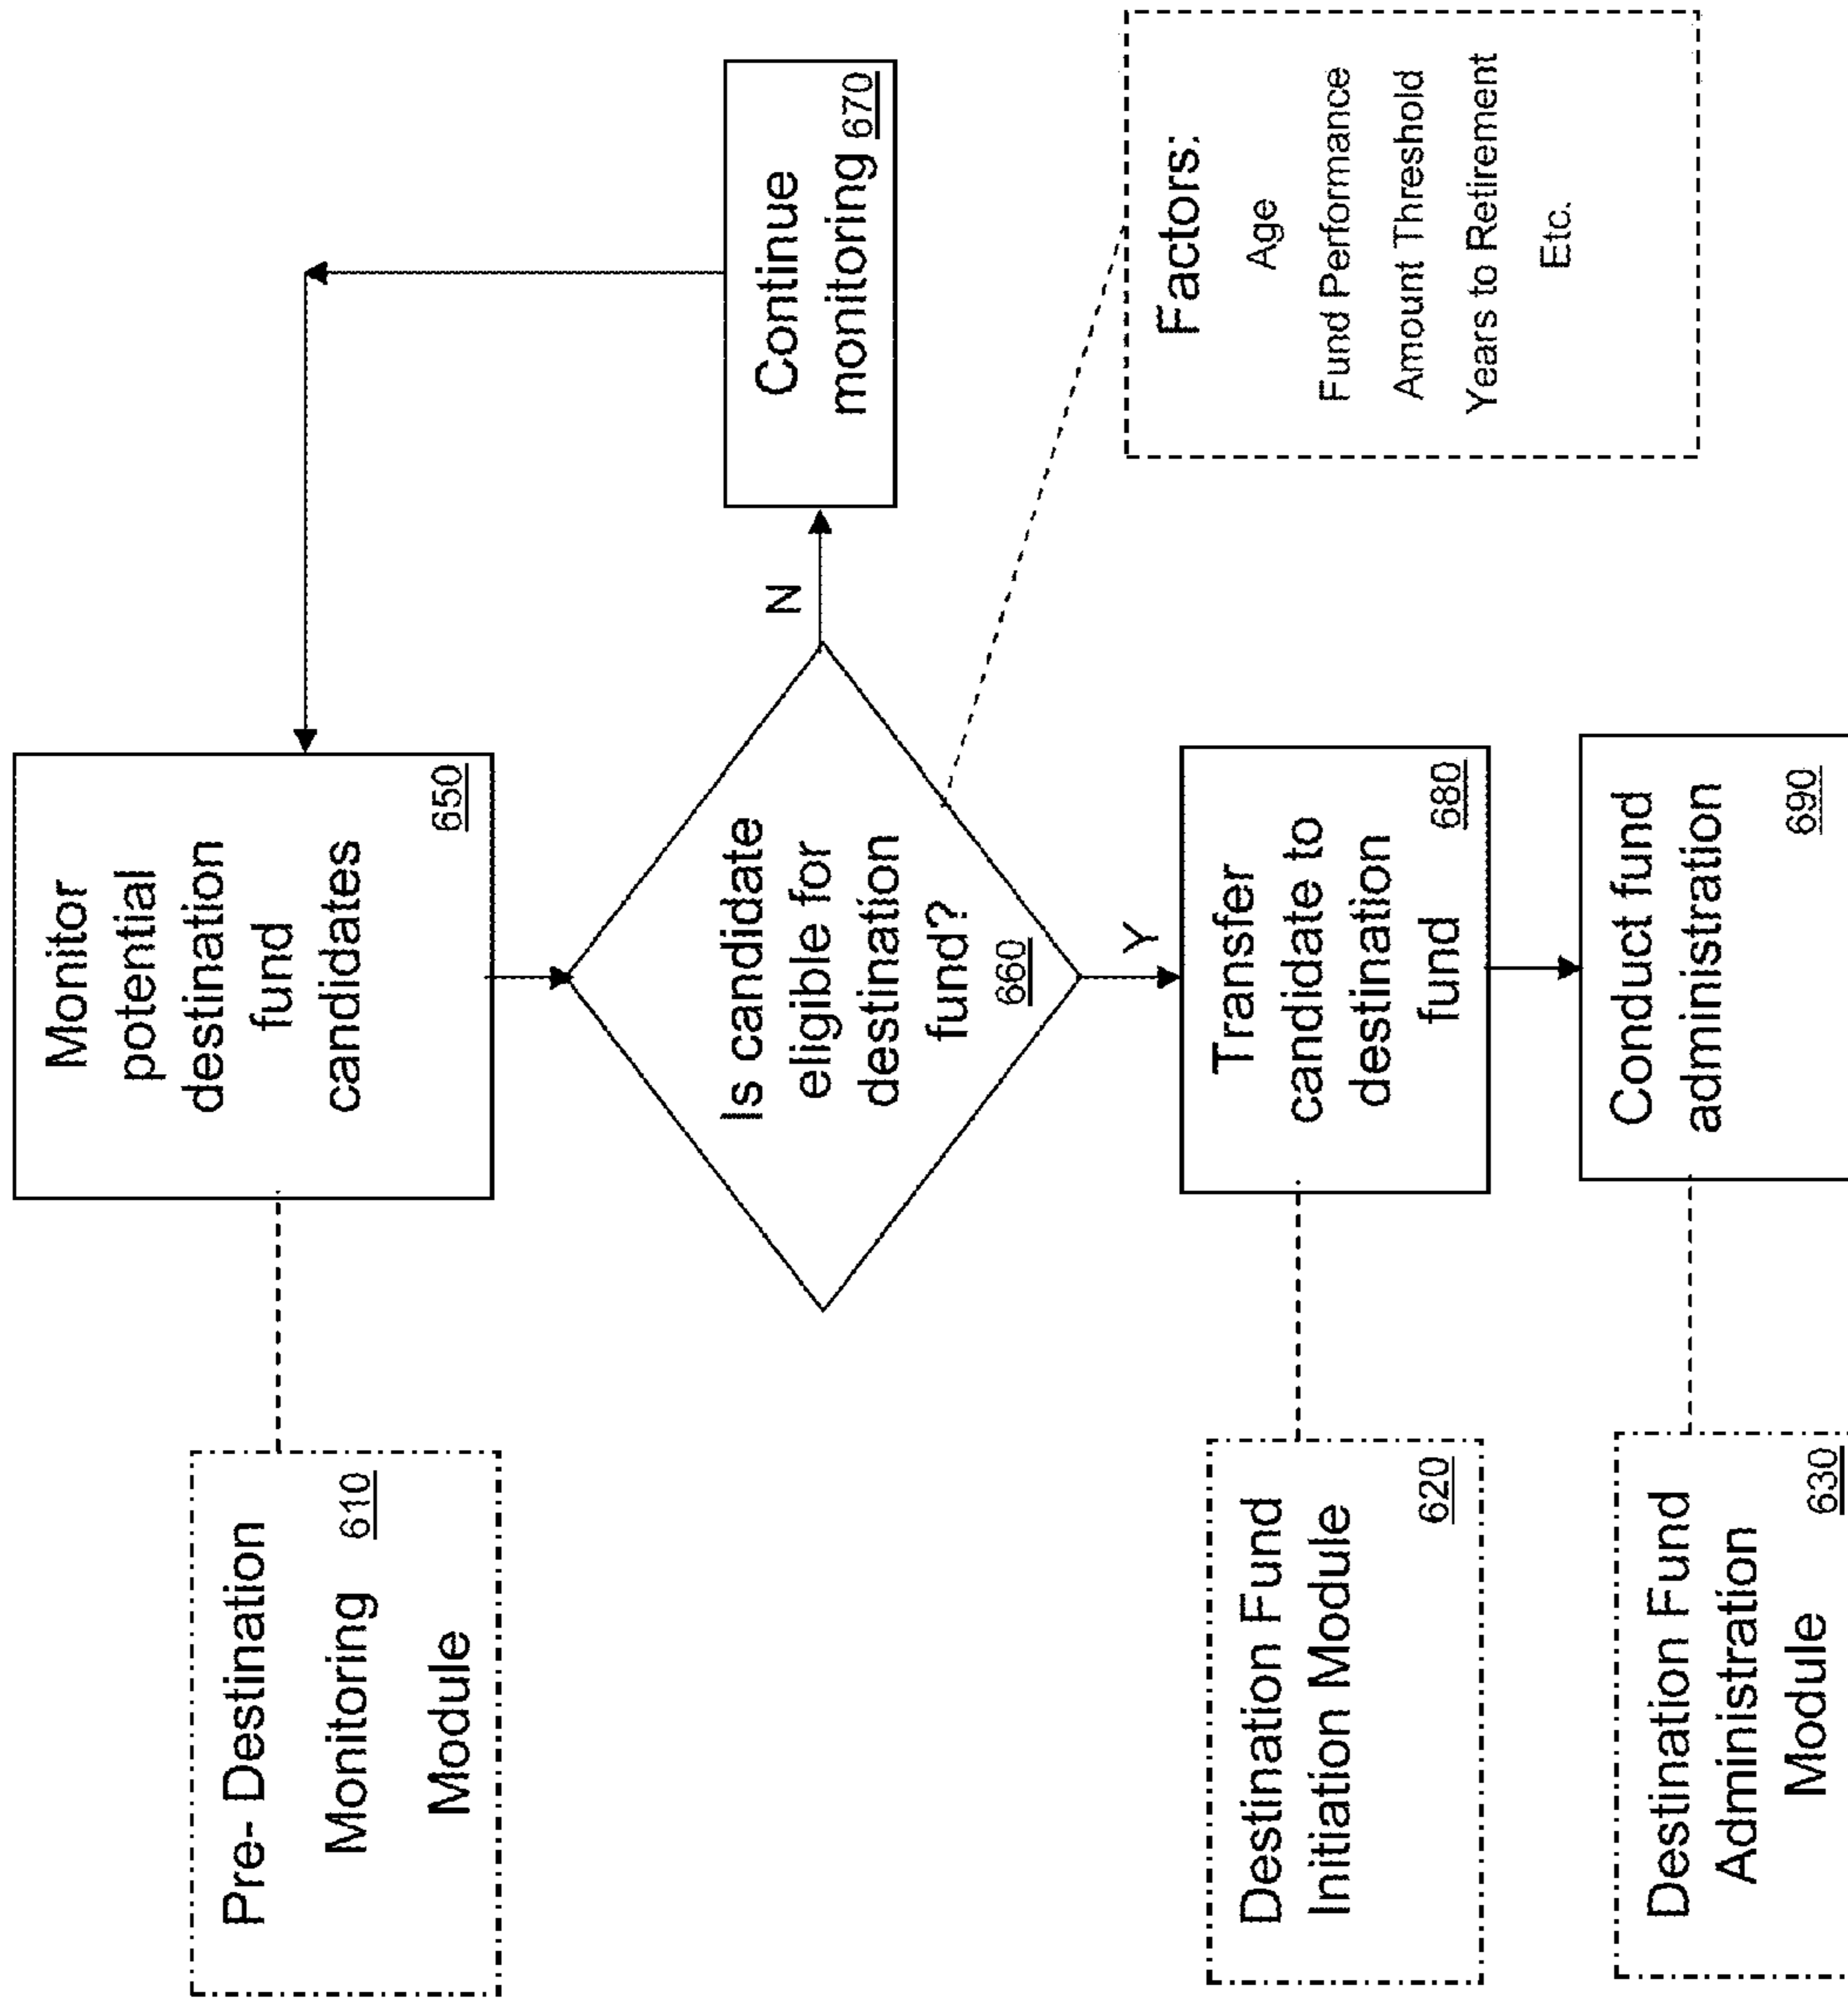 Pre- Destination
Monitoring 610
Module
Monitor
potential
destination
fund
candidates
650
Is candidate
eligible for
destination
fund?
660
N
Continue
monitoring 670
Factors:
Age
Fund Performance
Amount Threshold
Years to Retirement
Etc.
Y
Destination Fund
Initiation Module
620
Transfer
candidate to
destination
fund 680
Destination Fund
Administration
Module 630
Conduct fund
administration
690